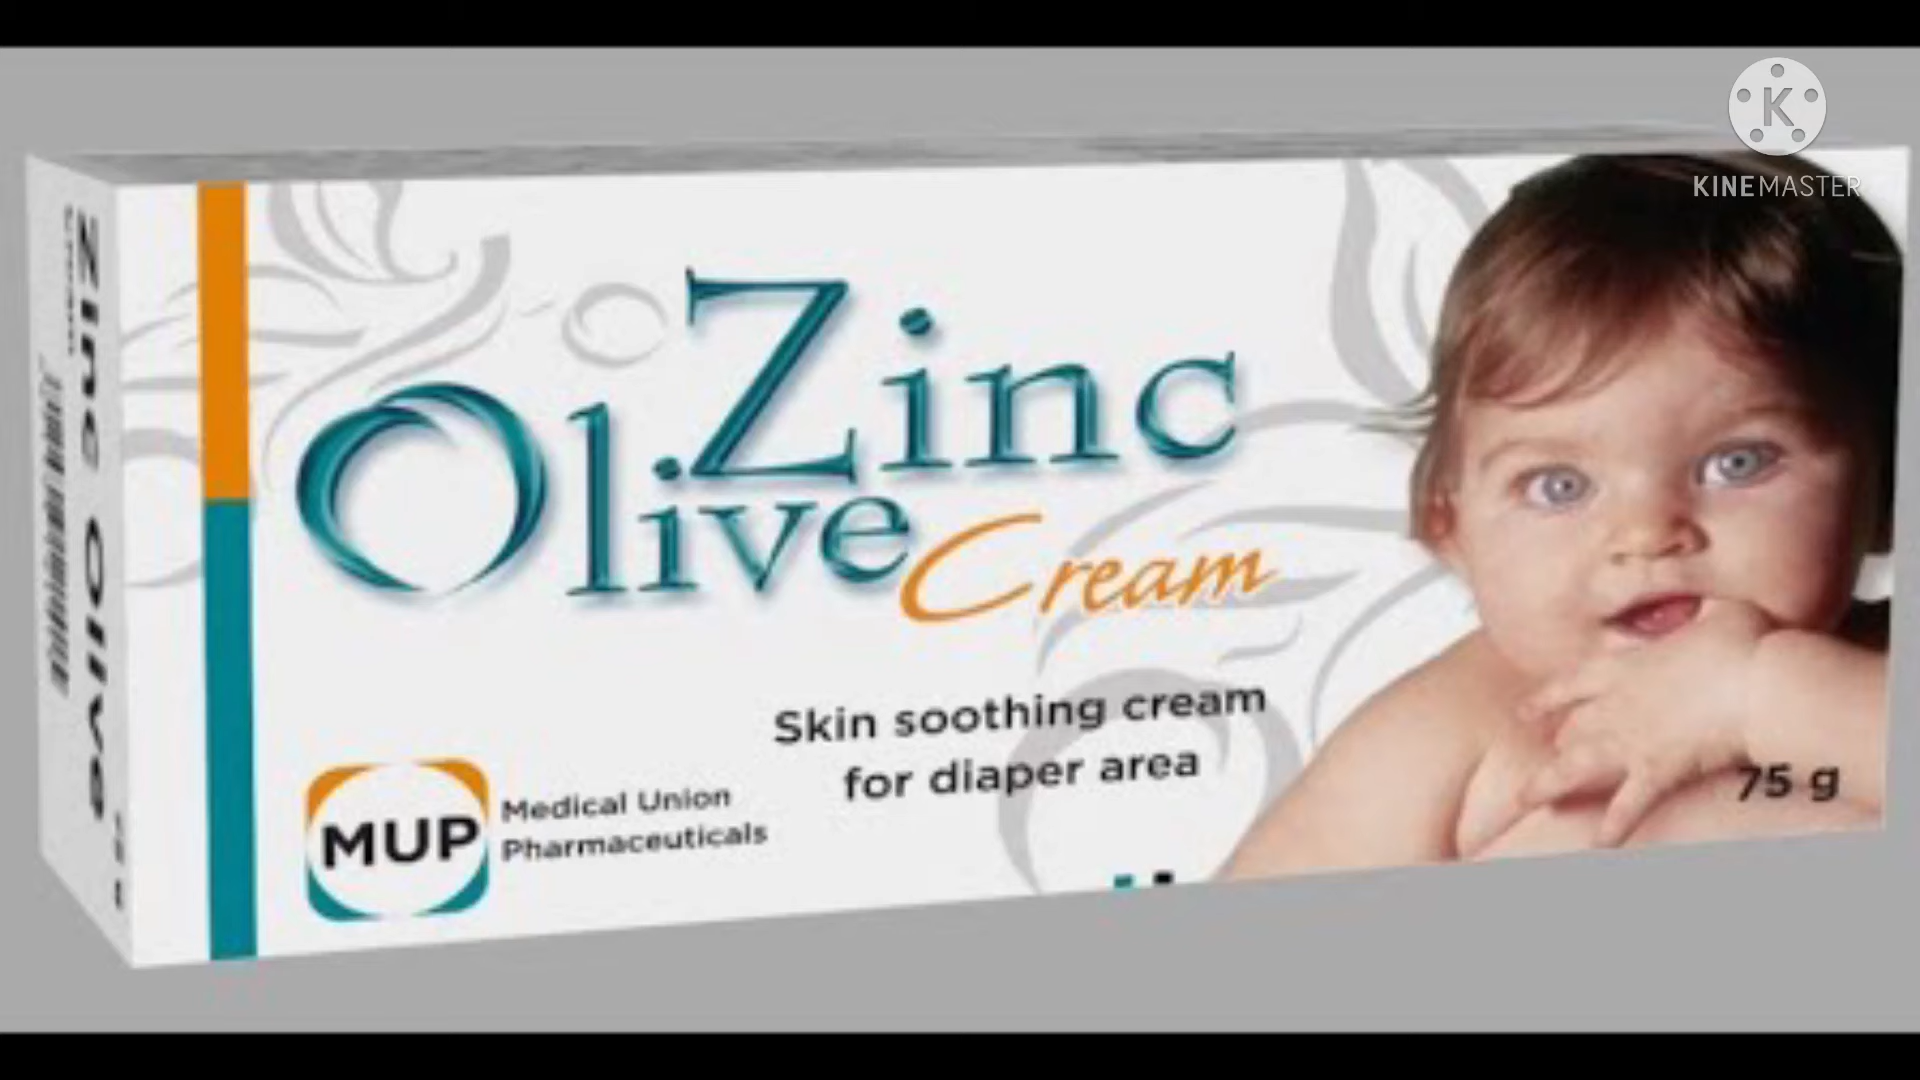 K
KINEMASTER
Zinc
Olive
Cream
Skin soothing cream
for diaper area
75 g
MUP
Medical Union
Pharmaceuticals
Zinc Olive